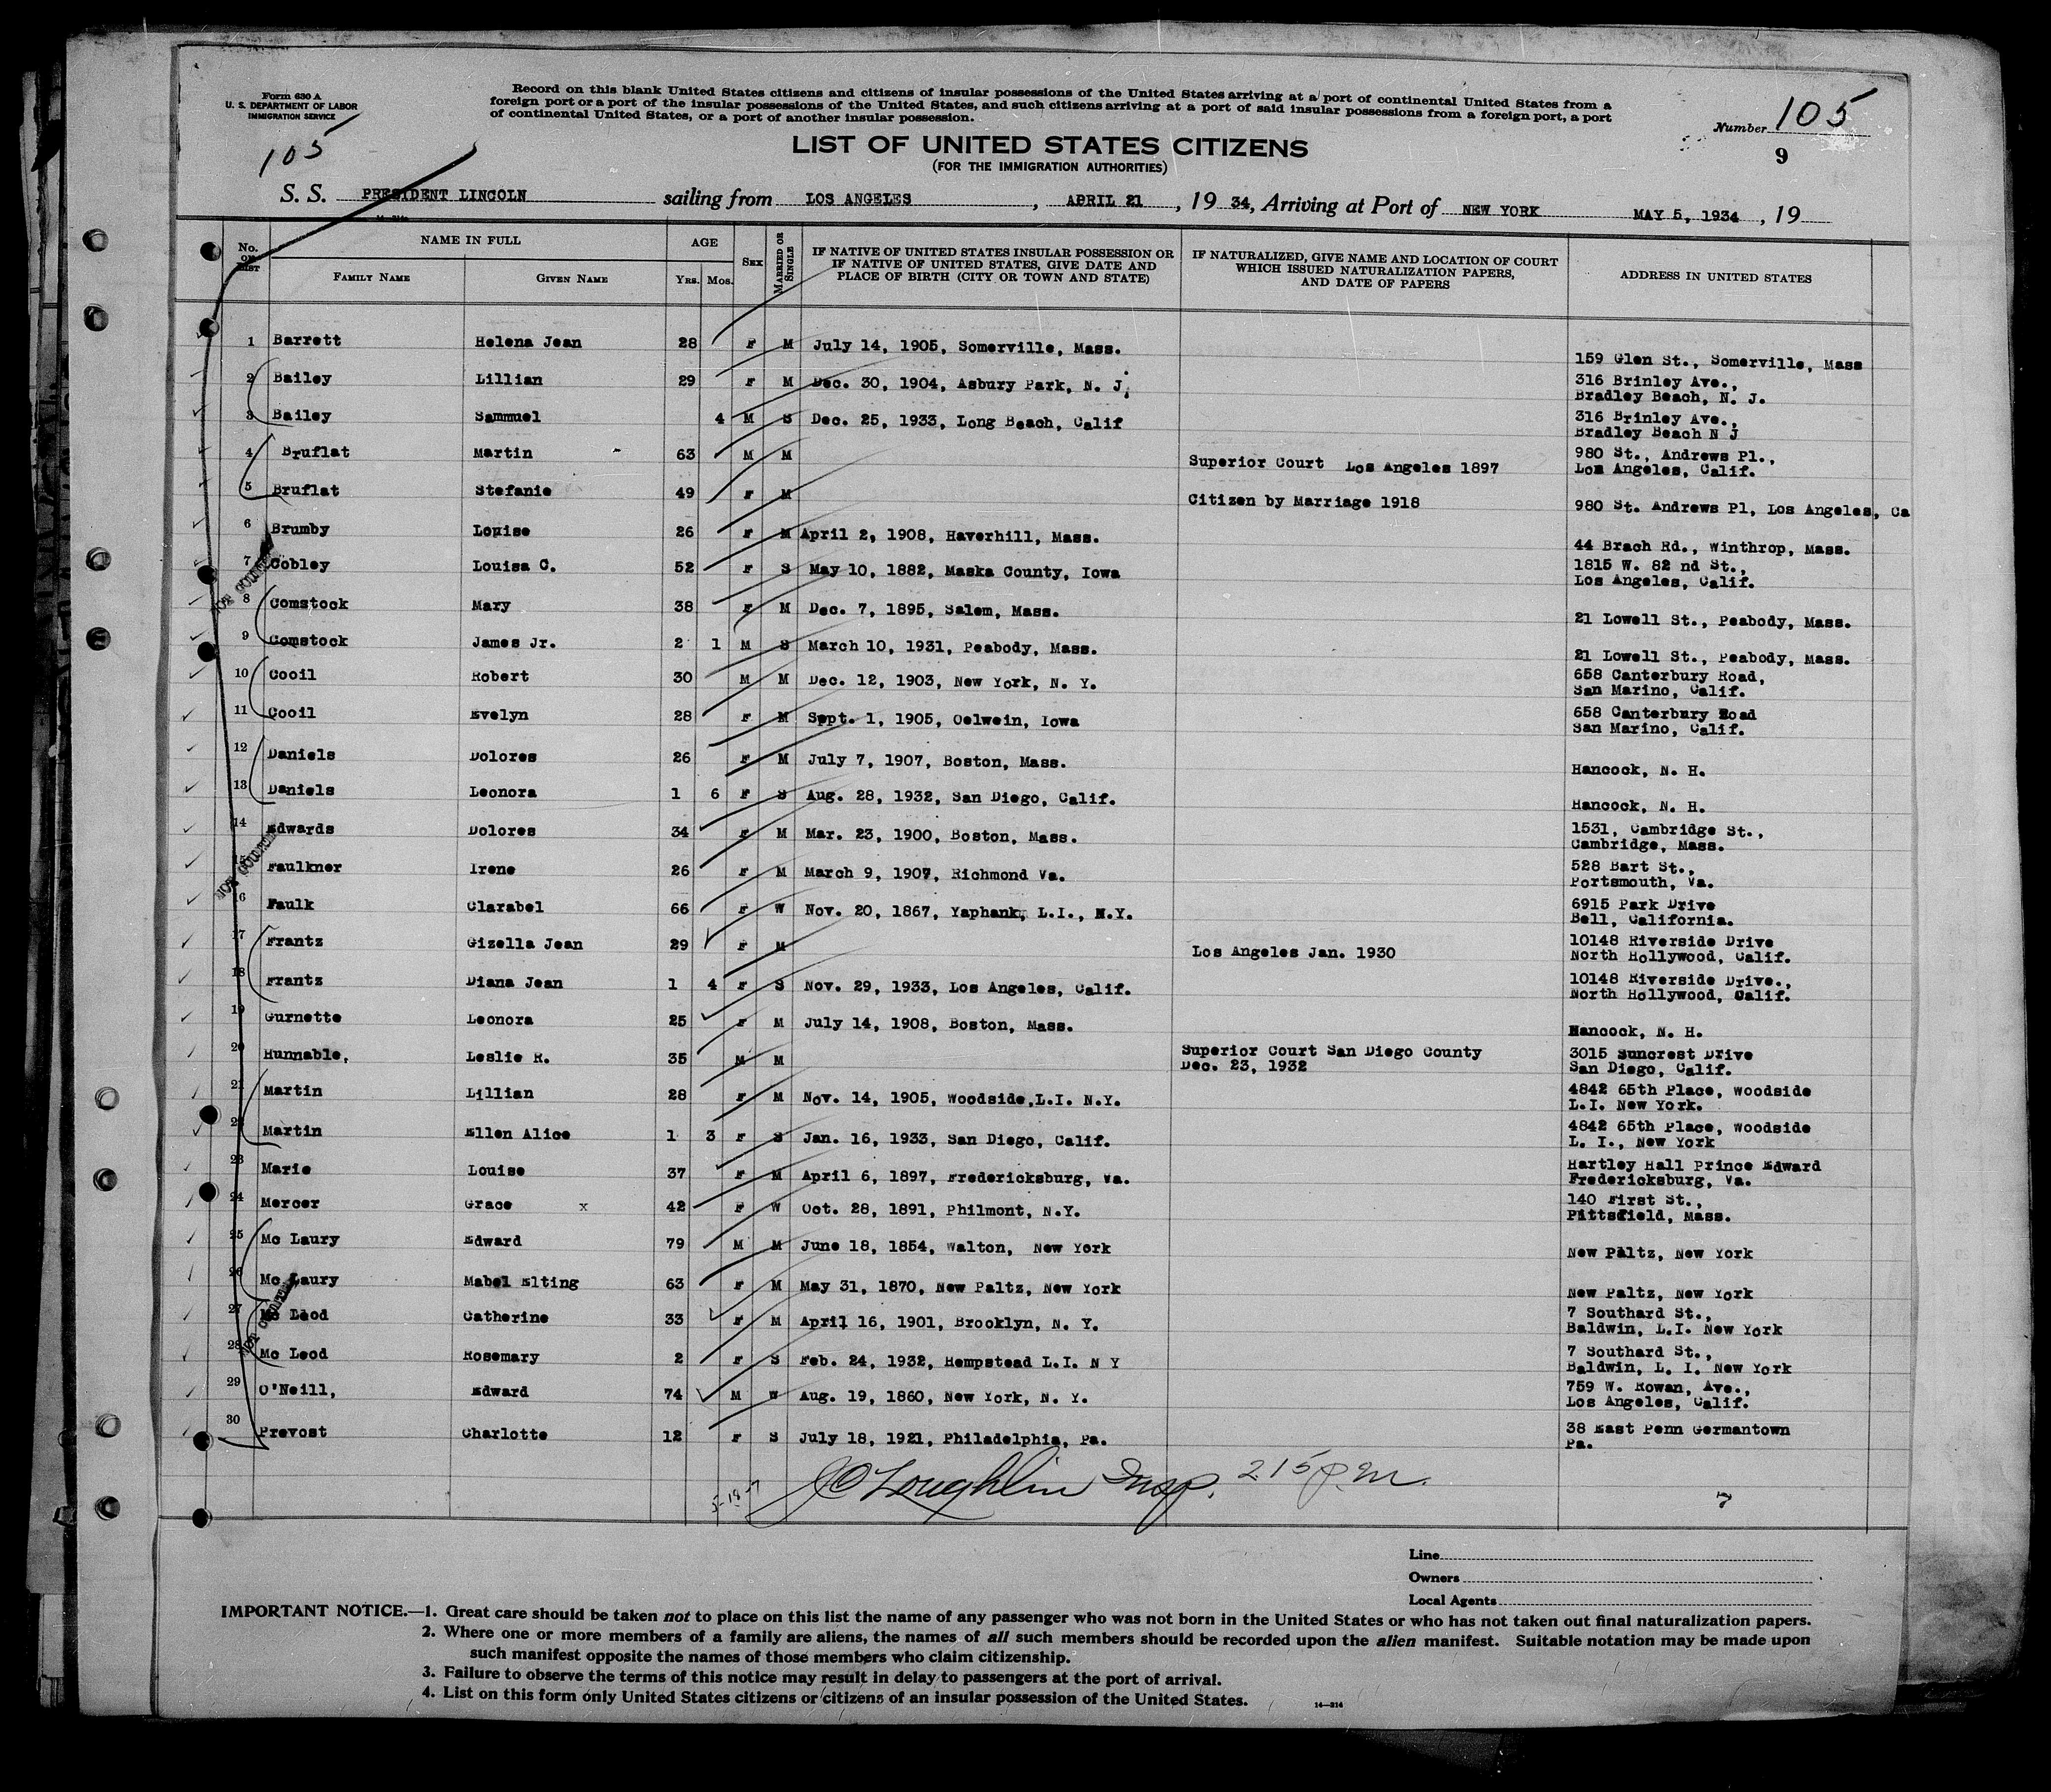 Form 630 A
U. S. DEPARTMENT OF LABOR
IMMIGRATION SERVICE
105
Record on this blank United States citizens and citizens of insular possessions of the United States arriving at a port of continental United States from a
foreign port or a port of the insular possessions of the United States, and such citizens arriving at a port of said insular possessions from a foreign port, a port
of continental United States, or a port of another insular possession.
Number 105
9
LIST OF UNITED STATES CITIZENS
(FOR THE IMMIGRATION AUTHORITIES)
S. S. PRESIDENT LINCOLN sailing from LOS ANGELES, APRIL 21, 19 34, Arriving at Port of NEW YORK MAY 5, 1934, 19
No. on List
NAME IN FULL
Family Name Given Name
AGE
Yrs. Mos.
Sex
Married or Single
IF NATIVE OF UNITED STATES INSULAR POSSESSION OR
IF NATIVE OF UNITED STATES, GIVE DATE AND
PLACE OF BIRTH (CITY OR TOWN AND STATE)
IF NATURALIZED, GIVE NAME AND LOCATION OF COURT
WHICH ISSUED NATURALIZATION PAPERS,
AND DATE OF PAPERS
ADDRESS IN UNITED STATES
1 Barrett Helena Jean 28 F M July 14, 1905, Somerville, Mass.
159 Glen St., Somerville, Mass
2 Bailey Lillian 29 F M Dec. 30, 1904, Asbury Park, N. J.
316 Brinley Ave.,
Bradley Beach, N. J.
3 Bailey Sammuel 4 M S Dec. 25, 1933, Long Beach, Calif
316 Brinley Ave.,
Bradley Beach N J
4 Bruflat Martin 63 M M Superior Court Los Angeles 1897
980 St., Andrews Pl.,
Los Angeles, Calif.
5 Bruflat Stefanie 49 F M Citizen by Marriage 1918
980 St. Andrews Pl, Los Angeles, Ca
6 Brumby Louise 26 F M April 2, 1908, Haverhill, Mass.
44 Brach Rd., Winthrop, Mass.
7 Cobley Louisa C. 52 F S May 10, 1882, Maska County, Iowa
1815 W. 82 nd St.,
Los Angeles, Calif.
8 Comstock Mary 38 F M Dec. 7, 1895, Salem, Mass.
21 Lowell St., Peabody, Mass.
9 Comstock James Jr. 2 1 M S March 10, 1931, Peabody, Mass.
21 Lowell St., Peabody, Mass.
10 Cooil Robert 30 M M Dec. 12, 1903, New York, N. Y.
658 Canterbury Road,
San Marino, Calif.
11 Cooil Evelyn 28 F M Sept. 1, 1905, Oelwein, Iowa
658 Canterbury Road
San Marino, Calif.
12 Daniels Dolores 26 F M July 7, 1907, Boston, Mass.
Hancock, N. H.
13 Daniels Leonora 1 6 F S Aug. 28, 1932, San Diego, Calif.
Hancock, N. H.
14 Edwards Dolores 34 F M Mar. 23, 1900, Boston, Mass.
1531, Cambridge St.,
Cambridge, Mass.
15 Faulkner Irene 26 F M March 9, 1907, Richmond Va.
528 Bart St.,
Portsmouth, Va.
16 Faulk Clarabel 66 F W Nov. 20, 1867, Yaphank, L.I., N.Y.
6915 Park Drive
Bell, California.
17 Frantz Gizella Jean 29 F M Los Angeles Jan. 1930
10148 Riverside Drive
North Hollywood, Calif.
18 Frantz Diana Jean 1 4 F S Nov. 29, 1933, Los Angeles, Calif.
10148 Riverside Drive.,
North Hollywood, Calif.
19 Gurnette Leonora 25 F M July 14, 1908, Boston, Mass.
Hancock, N. H.
20 Hunnable, Leslie R. 35 M M Superior Court San Diego County
Dec. 23, 1932
3015 Suncrest Drive
San Diego, Calif.
21 Martin Lillian 28 F M Nov. 14, 1905, Woodside,L.I. N.Y.
4842 65th Place, Woodside
L.I. New York.
22 Martin Ellen Alice 1 3 F S Jan. 16, 1933, San Diego, Calif.
4842 65th Place, Woodside
L. I., New York
23 Marie Louise 37 F M April 6, 1897, Fredericksburg, Va.
Hartley Hall Prince Edward
Fredericksburg, Va.
24 Mercer Grace x 42 F W Oct. 28, 1891, Philmont, N.Y.
140 First St.,
Pittsfield, Mass.
25 Mc Laury Edward 79 M M June 18, 1854, Walton, New York
New Paltz, New York
26 Mc Laury Mabel Elting 63 F M May 31, 1870, New Paltz, New York
New Paltz, New York
27 Mc Leod Catherine 33 F M April 16, 1901, Brooklyn, N. Y.
7 Southard St.,
Baldwin, L.I. New York
28 Mc Leod Rosemary 2 F S Feb. 24, 1932, Hempstead L.I. N Y
7 Southard St.,
Baldwin, L. I. New York
29 O'Neill, Edward 74 M W Aug. 19, 1860, New York, N. Y.
759 W. Rowan, Ave.,
Los Angeles, Calif.
30 Prevost Charlotte 12 F S July 18, 1921, Philadelphia, Pa.
38 East Penn Germantown
Pa.
5-18-7 JCLoughlin Insp. 215 P.M.
7
Line
Owners
Local Agents
IMPORTANT NOTICE.—1. Great care should be taken not to place on this list the name of any passenger who was not born in the United States or who has not taken out final naturalization papers.
2. Where one or more members of a family are aliens, the names of all such members should be recorded upon the alien manifest. Suitable notation may be made upon
such manifest opposite the names of those members who claim citizenship.
3. Failure to observe the terms of this notice may result in delay to passengers at the port of arrival.
4. List on this form only United States citizens or citizens of an insular possession of the United States.
14—314